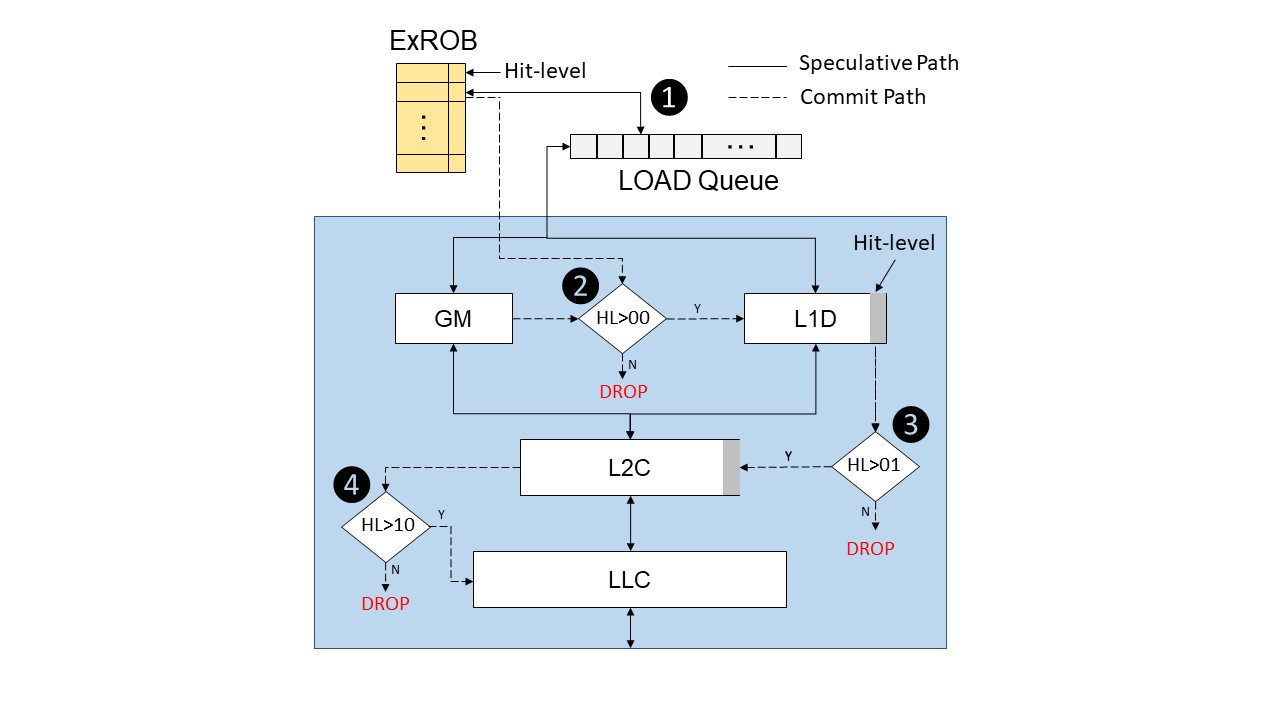 ExROB
Hit-level
Speculative Path
Commit Path
1
...
...
LOAD Queue
Hit-level
2
GM
HL>00
Y
L1D
N
DROP
3
L2C
Y
HL>01
4
HL>10
Y
N
DROP
N
LLC
DROP